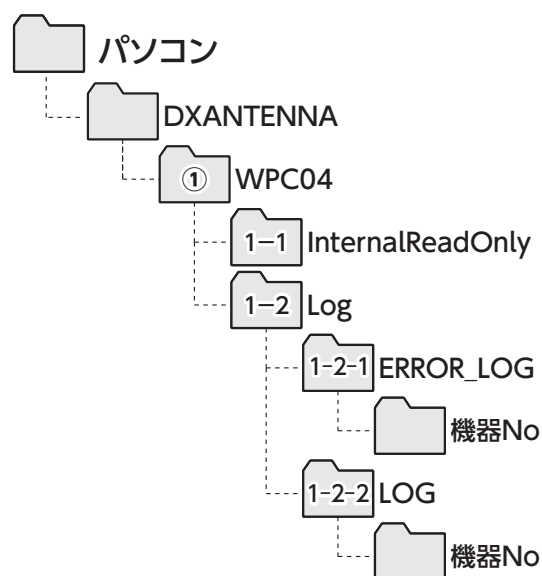 パソコン
DXANTENNA
① WPC04
1-1 InternalReadOnly
1-2 Log
1-2-1 ERROR_LOG
機器No
1-2-2 LOG
機器No